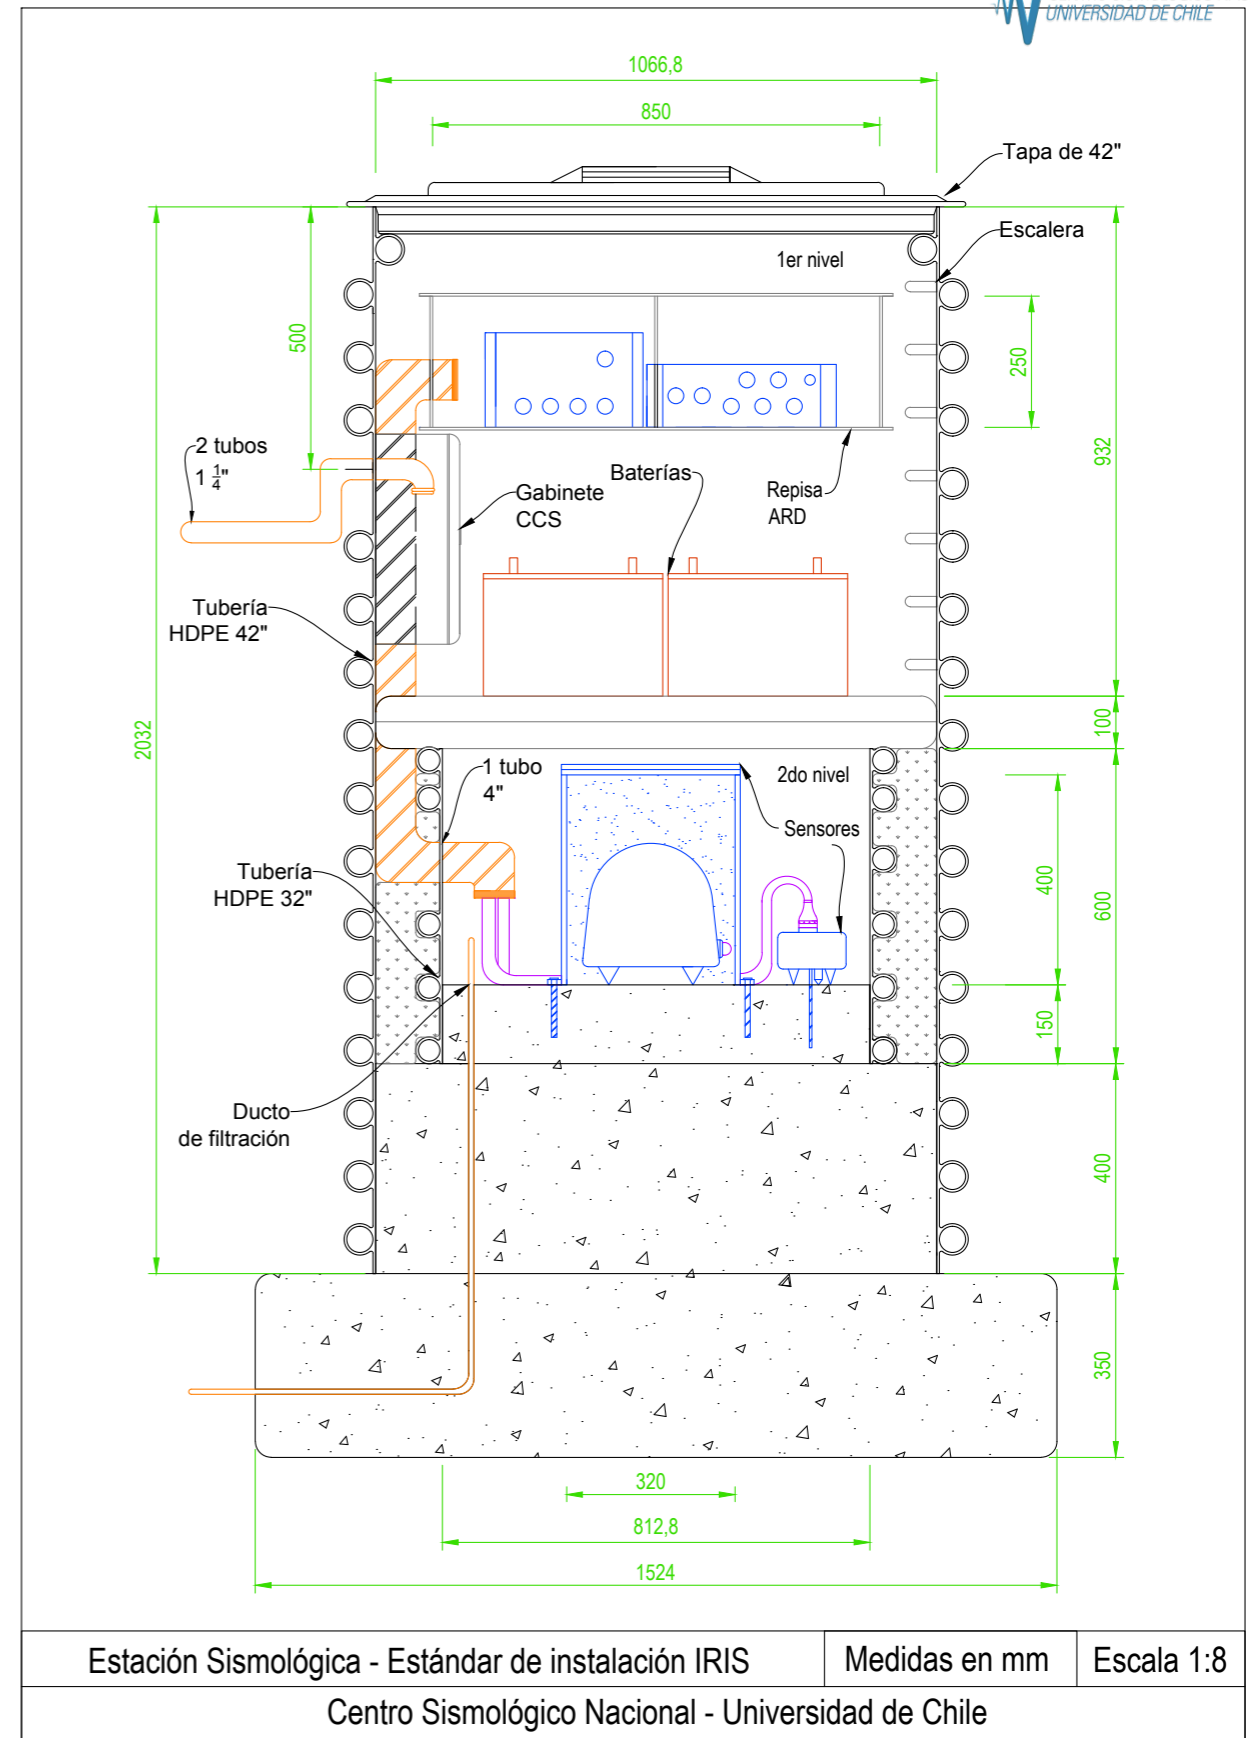 UNIVERSIDAD DE CHILE
1066,8
850
Tapa de 42"
Escalera
1er nivel
500
250
932
2 tubos
1 1/4"
Gabinete
CCS
Baterías
Repisa
ARD
Tubería
HDPE 42"
2032
100
1 tubo
4"
2do nivel
Sensores
Tubería
HDPE 32"
400
600
150
Ducto
de filtración
400
350
320
812,8
1524
Estación Sismológica - Estándar de instalación IRIS
Medidas en mm
Escala 1:8
Centro Sismológico Nacional - Universidad de Chile